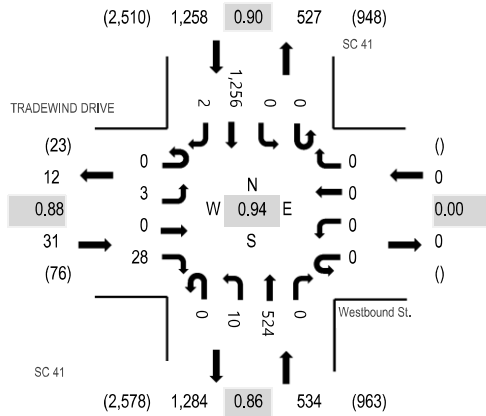 (2,510) 1,258 0.90 527 (948)
SC 41
1,256
2 0 0
TRADEWIND DRIVE
(23) ()
12 0 0 0
3 N 0
0.88 W 0.94 E 0.00
0 0
31 S 0
28 0
(76) ()
0 10 524 0
Westbound St.
SC 41
(2,578) 1,284 0.86 534 (963)